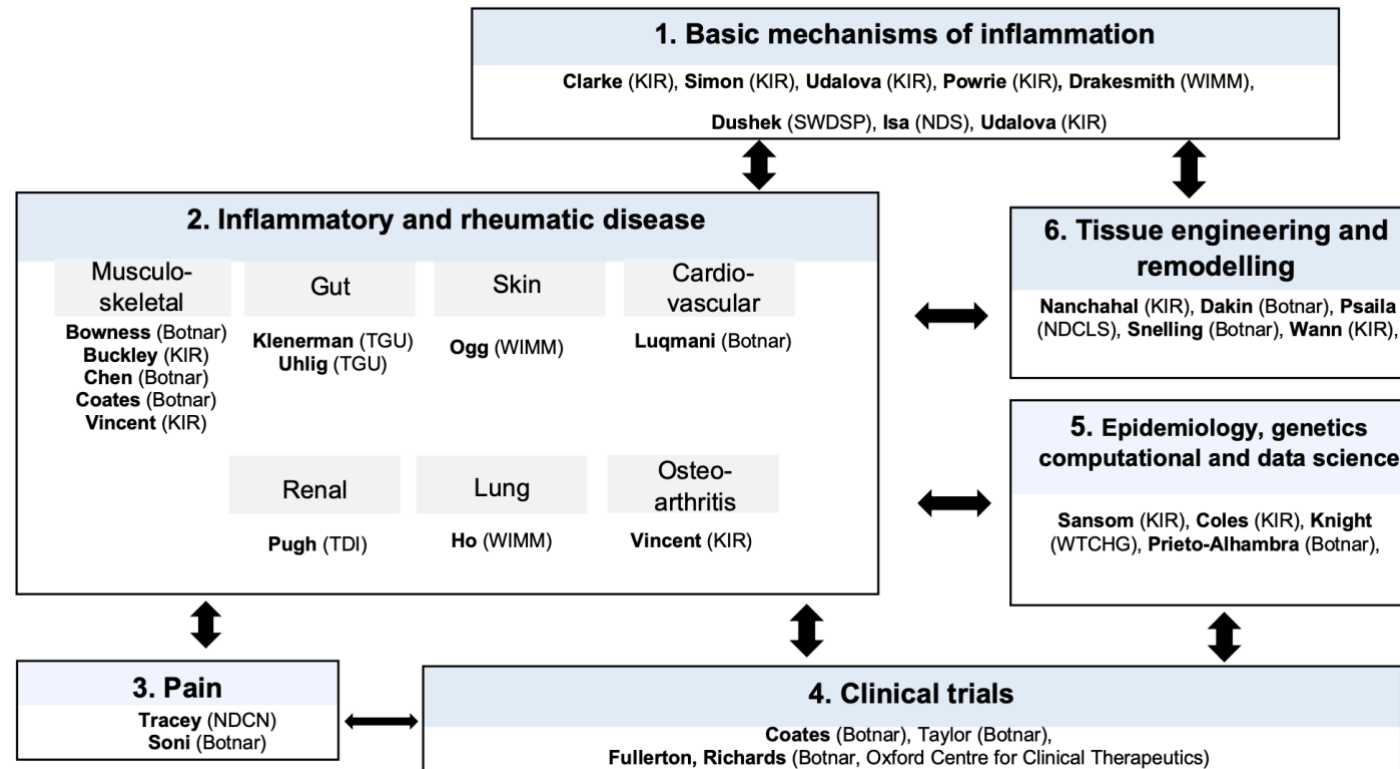 1. Basic mechanisms of inflammation
Clarke (KIR), Simon (KIR), Udalova (KIR), Powrie (KIR), Drakesmith (WIMM),
Dushek (SWDSP), Isa (NDS), Udalova (KIR)
2. Inflammatory and rheumatic disease
Musculo-
skeletal
Bowness (Botnar)
Buckley (KIR)
Chen (Botnar)
Coates (Botnar)
Vincent (KIR)
Gut
Klenerman (TGU)
Uhlig (TGU)
Skin
Ogg (WIMM)
Cardio-
vascular
Luqmani (Botnar)
Renal
Pugh (TDI)
Lung
Ho (WIMM)
Osteo-
arthritis
Vincent (KIR)
6. Tissue engineering and
remodelling
Nanchahal (KIR), Dakin (Botnar), Psaila
(NDCLS), Snelling (Botnar), Wann (KIR),
5. Epidemiology, genetics
computational and data science
Sansom (KIR), Coles (KIR), Knight
(WTCHG), Prieto-Alhambra (Botnar),
3. Pain
Tracey (NDCN)
Soni (Botnar)
4. Clinical trials
Coates (Botnar), Taylor (Botnar),
Fullerton, Richards (Botnar, Oxford Centre for Clinical Therapeutics)